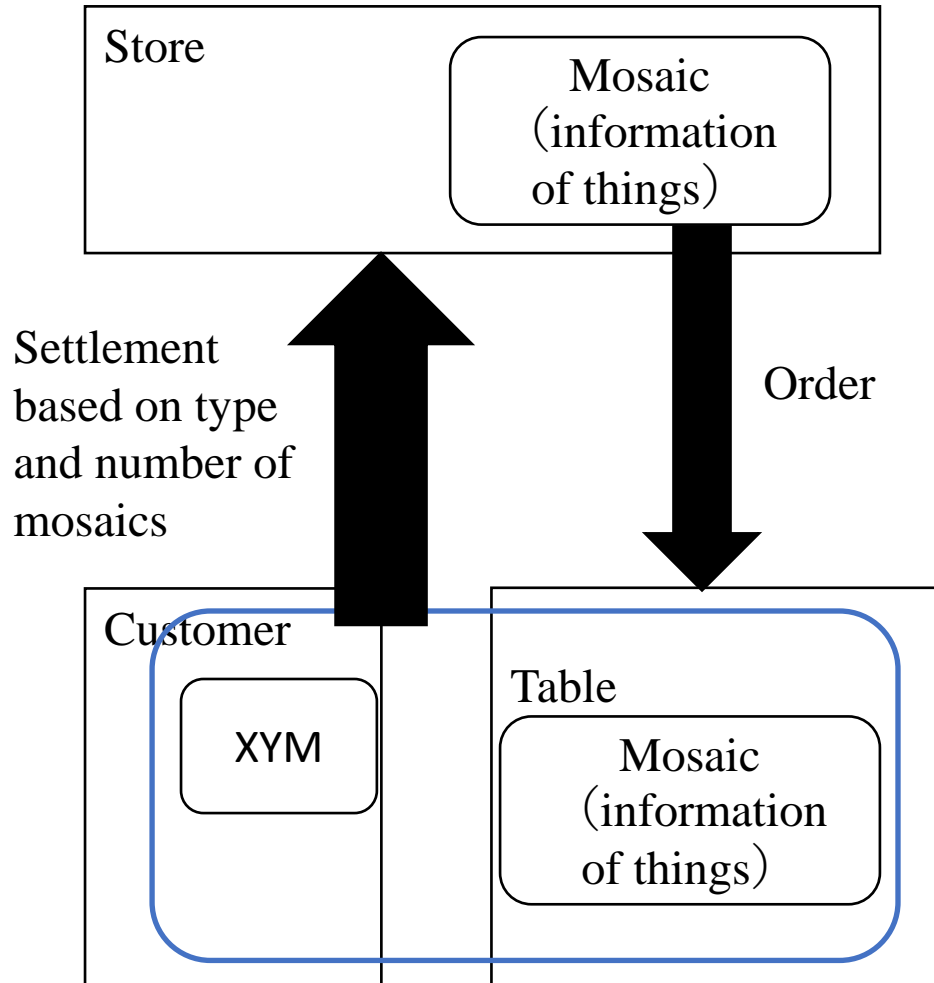 Store
Mosaic
（information
of things）
Settlement
based on type
and number of
mosaics
Order
Customer
XYM
Table
Mosaic
（information
of things）